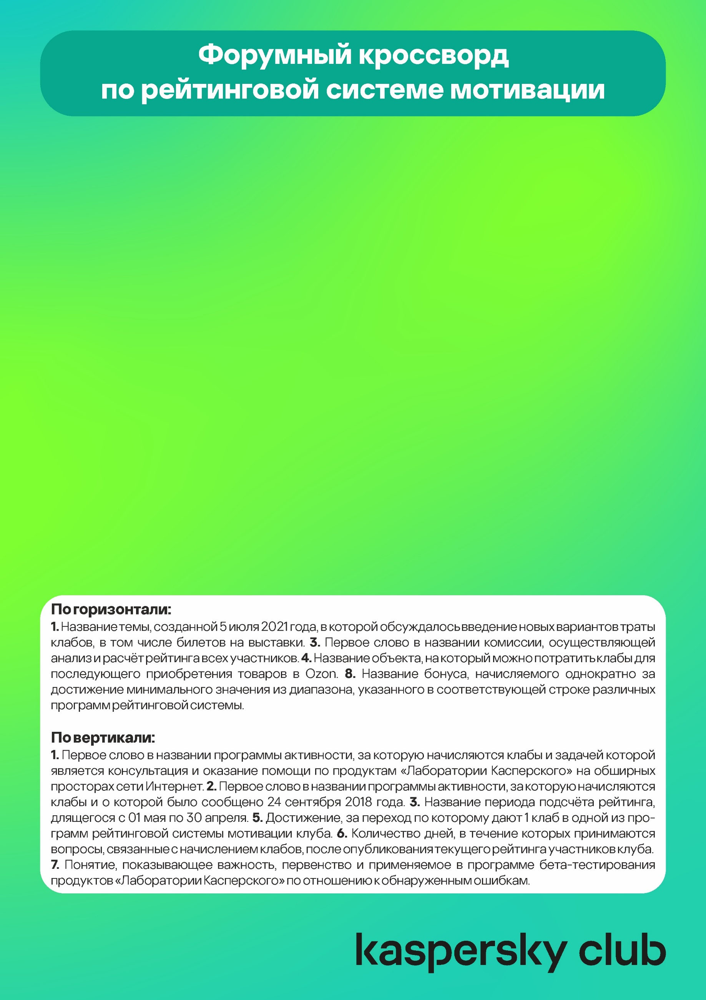 Форумный кроссворд
по рейтинговой системе мотивации
По горизонтали:
1. Название темы, созданной 5 июля 2021 года, в которой обсуждалось введение новых вариантов траты
клабов, в том числе билетов на выставки. 3. Первое слово в названии комиссии, осуществляющей
анализ и расчёт рейтинга всех участников. 4. Название объекта, на который можно потратить клабы для
последующего приобретения товаров в Ozon. 8. Название бонуса, начисляемого однократно за
достижение минимального значения из диапазона, указанного в соответствующей строке различных
программ рейтинговой системы.
По вертикали:
1. Первое слово в названии программы активности, за которую начисляются клабы и задачей которой
является консультация и оказание помощи по продуктам «Лаборатории Касперского» на обширных
просторах сети Интернет. 2. Первое слово в названии программы активности, за которую начисляются
клабы и о которой было сообщено 24 сентября 2018 года. 3. Название периода подсчёта рейтинга,
длящегося с 01 мая по 30 апреля. 5. Достижение, за переход по которому дают 1 клаб в одной из про-
грамм рейтинговой системы мотивации клуба. 6. Количество дней, в течение которых принимаются
вопросы, связанные с начислением клабов, после опубликования текущего рейтинга участников клуба.
7. Понятие, показывающее важность, первенство и применяемое в программе бета-тестирования
продуктов «Лаборатории Касперского» по отношению к обнаруженным ошибкам.
kaspersky club